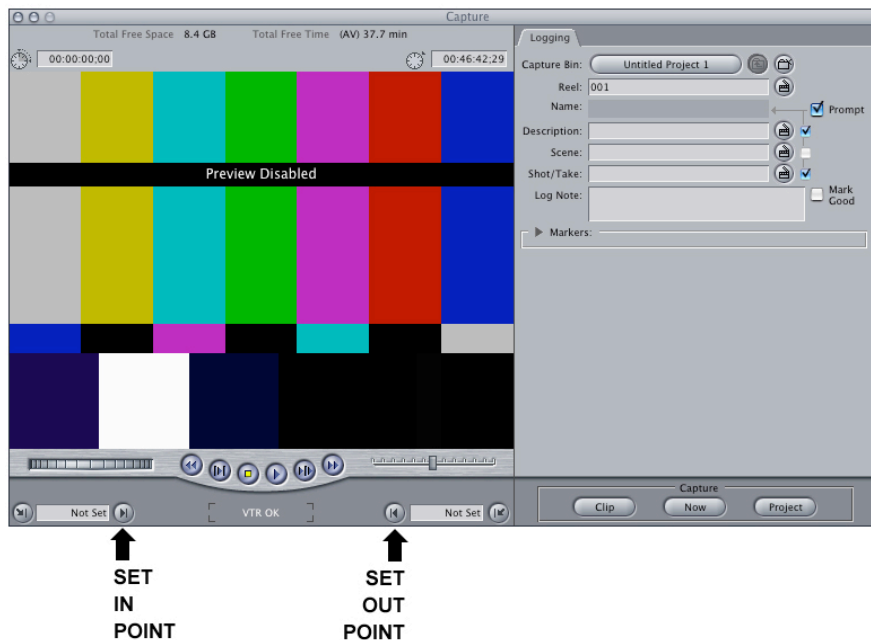 Capture
Total Free Space 8.4 GB Total Free Time (AV) 37.7 min
00:00:00;00
00:46:42;29
Preview Disabled
Not Set
VTR OK
Not Set
Logging
Capture Bin: Untitled Project 1
Reel: 001
Name:
Prompt
Description:
Scene:
Shot/Take:
Log Note:
Mark
Good
Markers:
Capture
Clip Now Project
SET
IN
POINT
SET
OUT
POINT